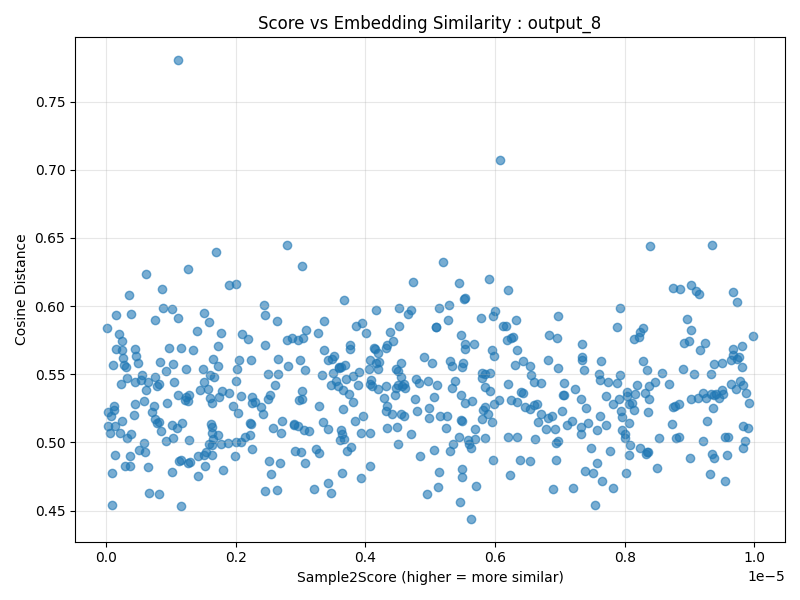 Score vs Embedding Similarity : output_8
Cosine Distance
0.75
0.70
0.65
0.60
0.55
0.50
0.45
0.0 0.2 0.4 0.6 0.8 1.0
1e−5
Sample2Score (higher = more similar)